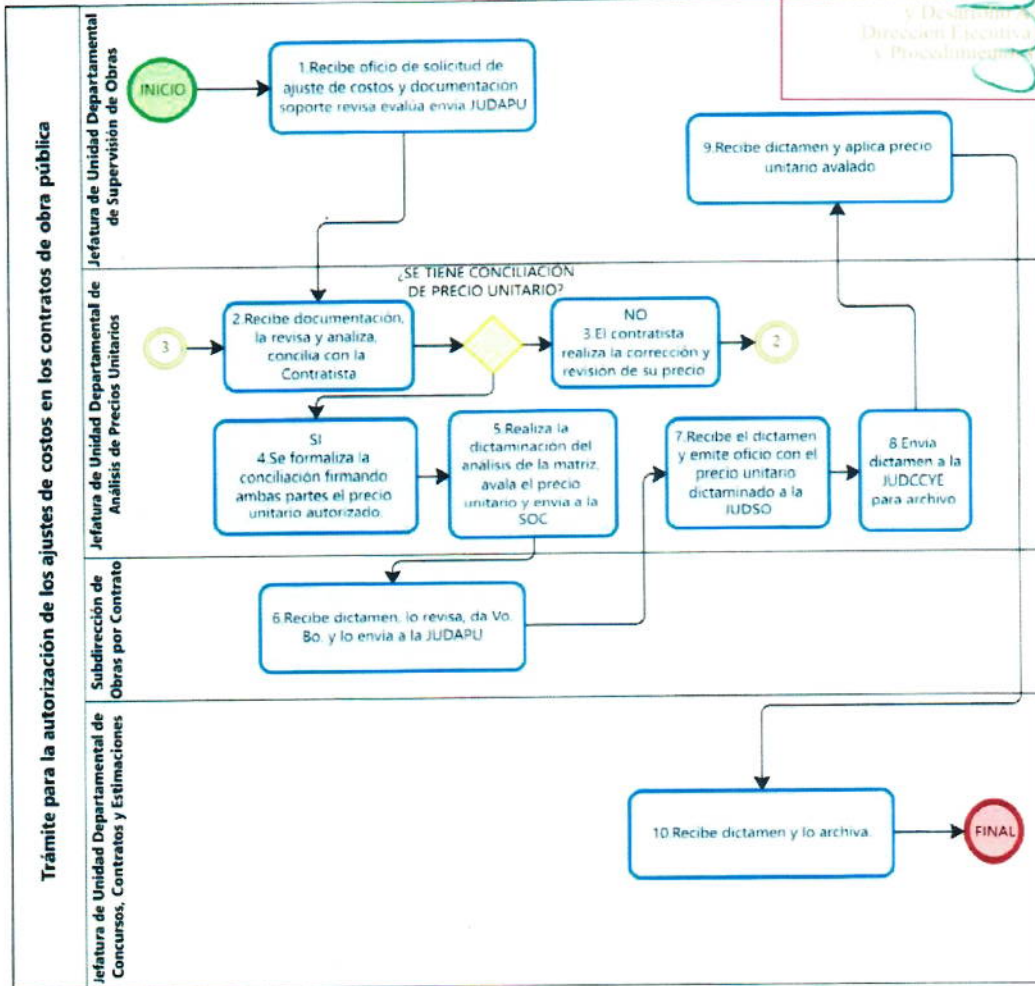 Trámite para la autorización de los ajustes de costos en los contratos de obra pública
Jefatura de Unidad Departamental
de Supervisión de Obras
INICIO
1.Recibe oficio de solicitud de
ajuste de costos y documentación
soporte revisa evalúa envia JUDAPU
9.Recibe dictamen y aplica precio
unitario avalado
y Desarrollo
Dirección Ejecutiva
Jefatura de Unidad Departamental de
Análisis de Precios Unitarios
3
2.Recibe documentación,
la revisa y analiza,
concilia con la
Contratista
¿SE TIENE CONCILIACIÓN
DE PRECIO UNITARIO?
NO
3.El contratista
realiza la corrección y
revisión de su precio
2
SI
4.Se formaliza la
conciliación firmando
ambas partes el precio
unitario autorizado.
5.Realiza la
dictaminación del
análisis de la matriz,
avala el precio
unitario y envia a la
SOC
7.Recibe el dictamen
y emite oficio con el
precio unitario
dictaminado a la
JUDSO
8.Envia
dictamen a la
JUDCCYE
para archivo
Subdirección de
Obras por Contrato
6.Recibe dictamen, lo revisa, da Vo.
Bo. y lo envia a la JUDAPU
Jefatura de Unidad Departamental de
Concursos, Contratos y Estimaciones
10.Recibe dictamen y lo archiva.
FINAL